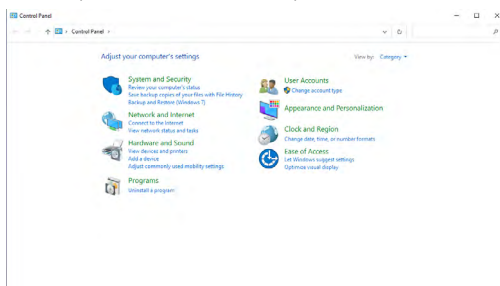 Control Panel
Control Panel
Adjust your computer's settings
View by: Category
System and Security
Review your computer's status
Save backup copies of your files with File History
Backup and Restore (Windows 7)
Network and Internet
Connect to the Internet
View network status and tasks
Hardware and Sound
View devices and printers
Add a device
Adjust commonly used mobility settings
Programs
Uninstall a program
User Accounts
Change account type
Appearance and Personalization
Clock and Region
Change date, time, or number formats
Ease of Access
Let Windows suggest settings
Optimize visual display